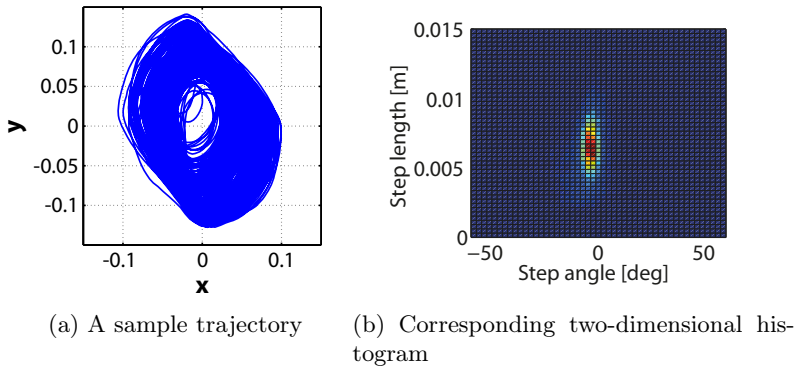 0.1
0.05
0
-0.05
-0.1
y
-0.1 0 0.1
x
(a) A sample trajectory
0.015
0.01
0.005
0
Step length [m]
−50 0 50
Step angle [deg]
(b) Corresponding two-dimensional his-
togram